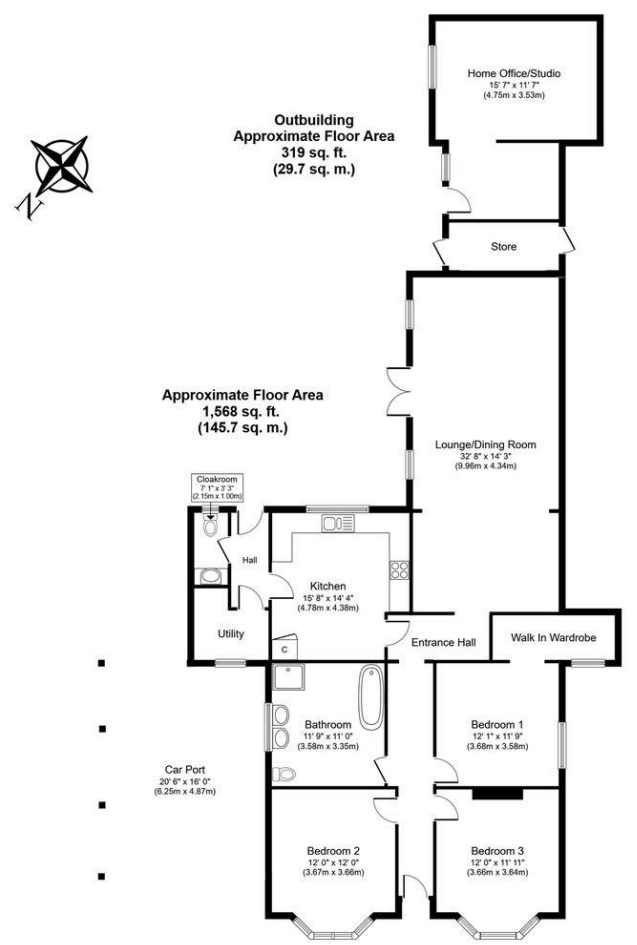 Home Office/Studio
15' 7" x 11' 7"
(4.75m x 3.53m)
Outbuilding
Approximate Floor Area
319 sq. ft.
(29.7 sq. m.)
N
Store
Approximate Floor Area
1,568 sq. ft.
(145.7 sq. m.)
Lounge/Dining Room
32' 8" x 14' 3"
(9.96m x 4.34m)
Cloakroom
7' 1" x 3' 3"
(2.15m x 1.00m)
Hall
Kitchen
15' 8" x 14' 4"
(4.78m x 4.38m)
Utility
C
Entrance Hall
Walk In Wardrobe
Bathroom
11' 9" x 11' 0"
(3.58m x 3.35m)
Bedroom 1
12' 1" x 11' 9"
(3.68m x 3.58m)
Car Port
20' 6" x 16' 0"
(6.25m x 4.87m)
Bedroom 2
12' 0" x 12' 0"
(3.67m x 3.66m)
Bedroom 3
12' 0" x 11' 11"
(3.66m x 3.64m)